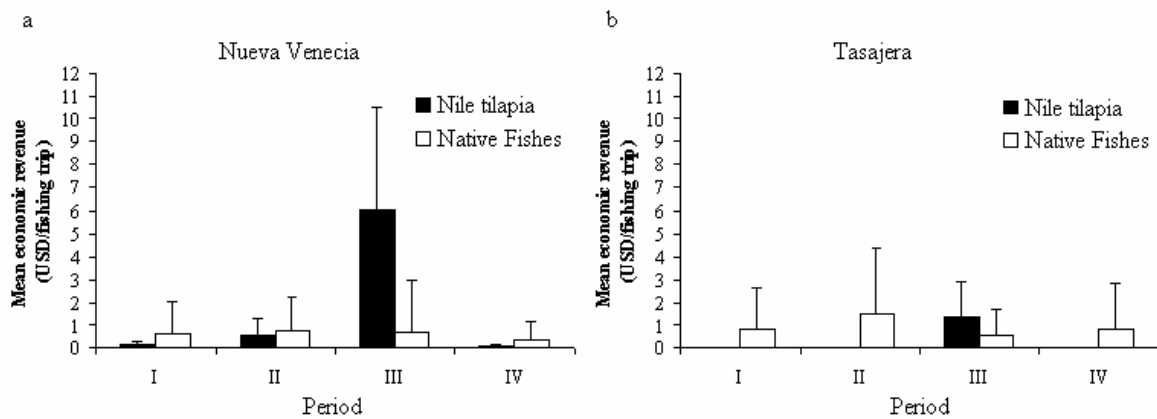 a
Nueva Venecia
Mean economic revenue
(USD/fishing trip)
12
11
10
9
8
7
6
5
4
3
2
1
0
Nile tilapia
Native Fishes
I II III IV
Period
b
Tasajera
Mean economic revenue
(USD/fishing trip)
12
11
10
9
8
7
6
5
4
3
2
1
0
Nile tilapia
Native Fishes
I II III IV
Period